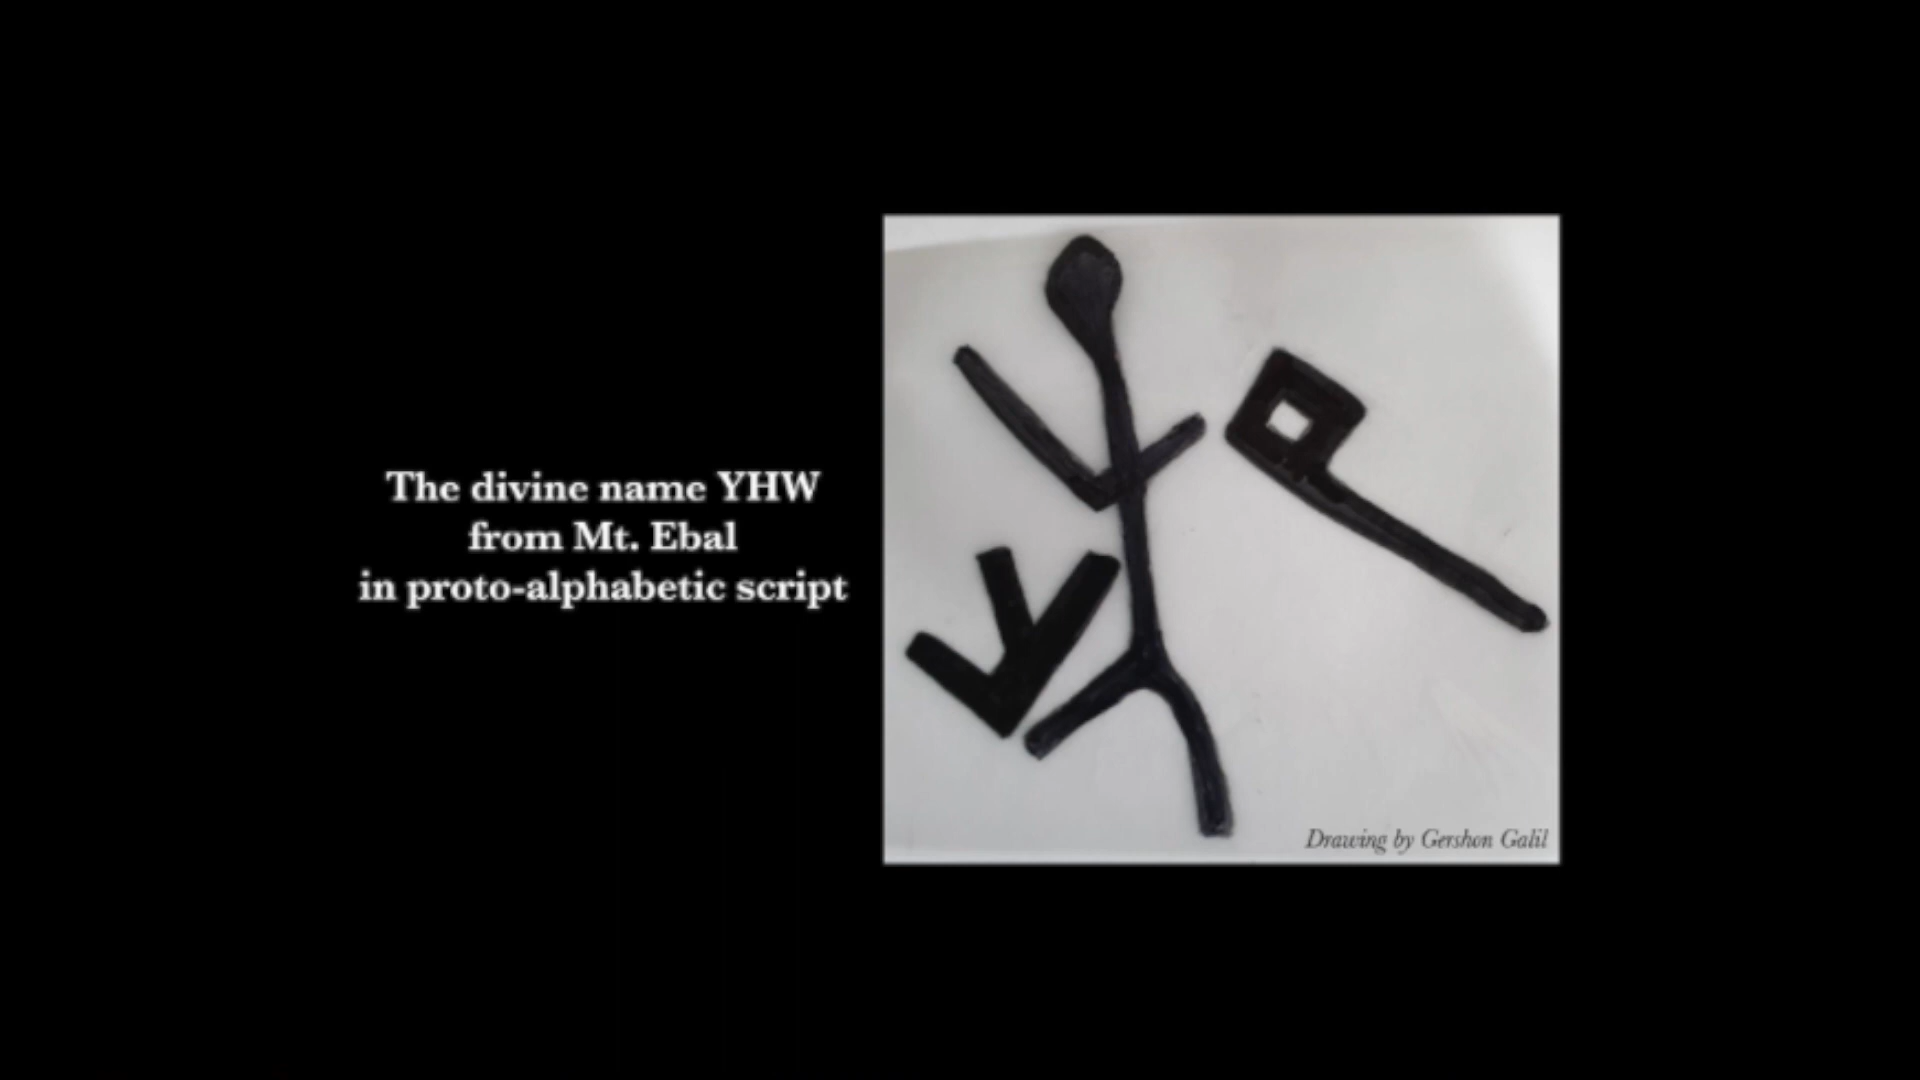 The divine name YHW
from Mt. Ebal
in proto-alphabetic script
Drawing by Gershon Galil